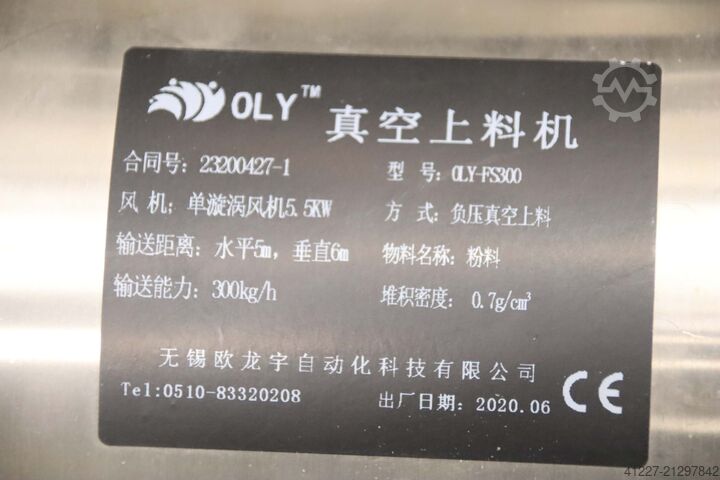 OLY™ 真空上料机
合同号：23200427-1 型 号：OLY-FS300
风 机：单漩涡风机5.5KW 方 式：负压真空上料
输送距离：水平5m，垂直6m 物料名称：粉料
输送能力：300kg/h 堆积密度：0.7g/cm³
无锡欧龙宇自动化科技有限公司
Tel:0510-83320208 出厂日期：2020.06 CE
41227-21297842